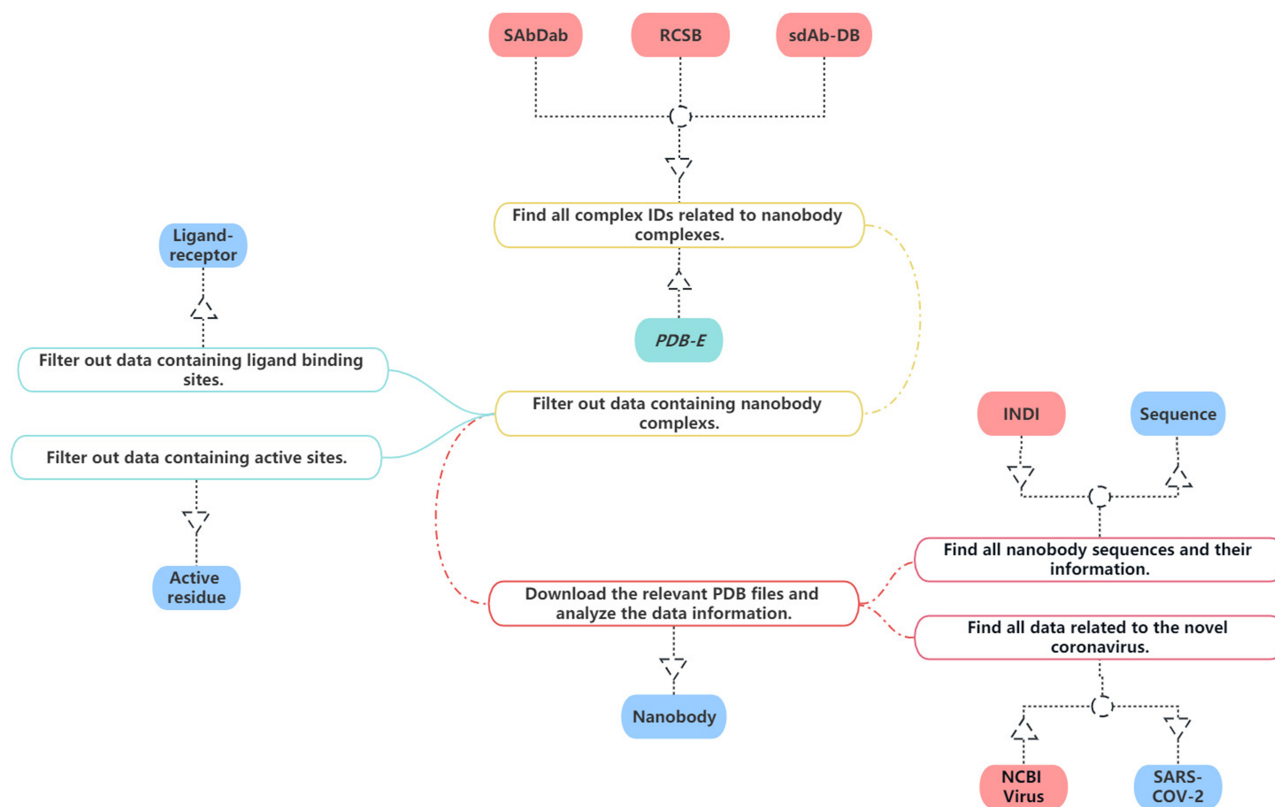 SAbDab
RCSB
sdAb-DB
Find all complex IDs related to nanobody
complexes.
Ligand-
receptor
PDB-E
Filter out data containing ligand binding
sites.
Filter out data containing nanobody
complexs.
INDI
Sequence
Filter out data containing active sites.
Find all nanobody sequences and their
information.
Active
residue
Download the relevant PDB files and
analyze the data information.
Find all data related to the novel
coronavirus.
Nanobody
NCBI
Virus
SARS-
COV-2